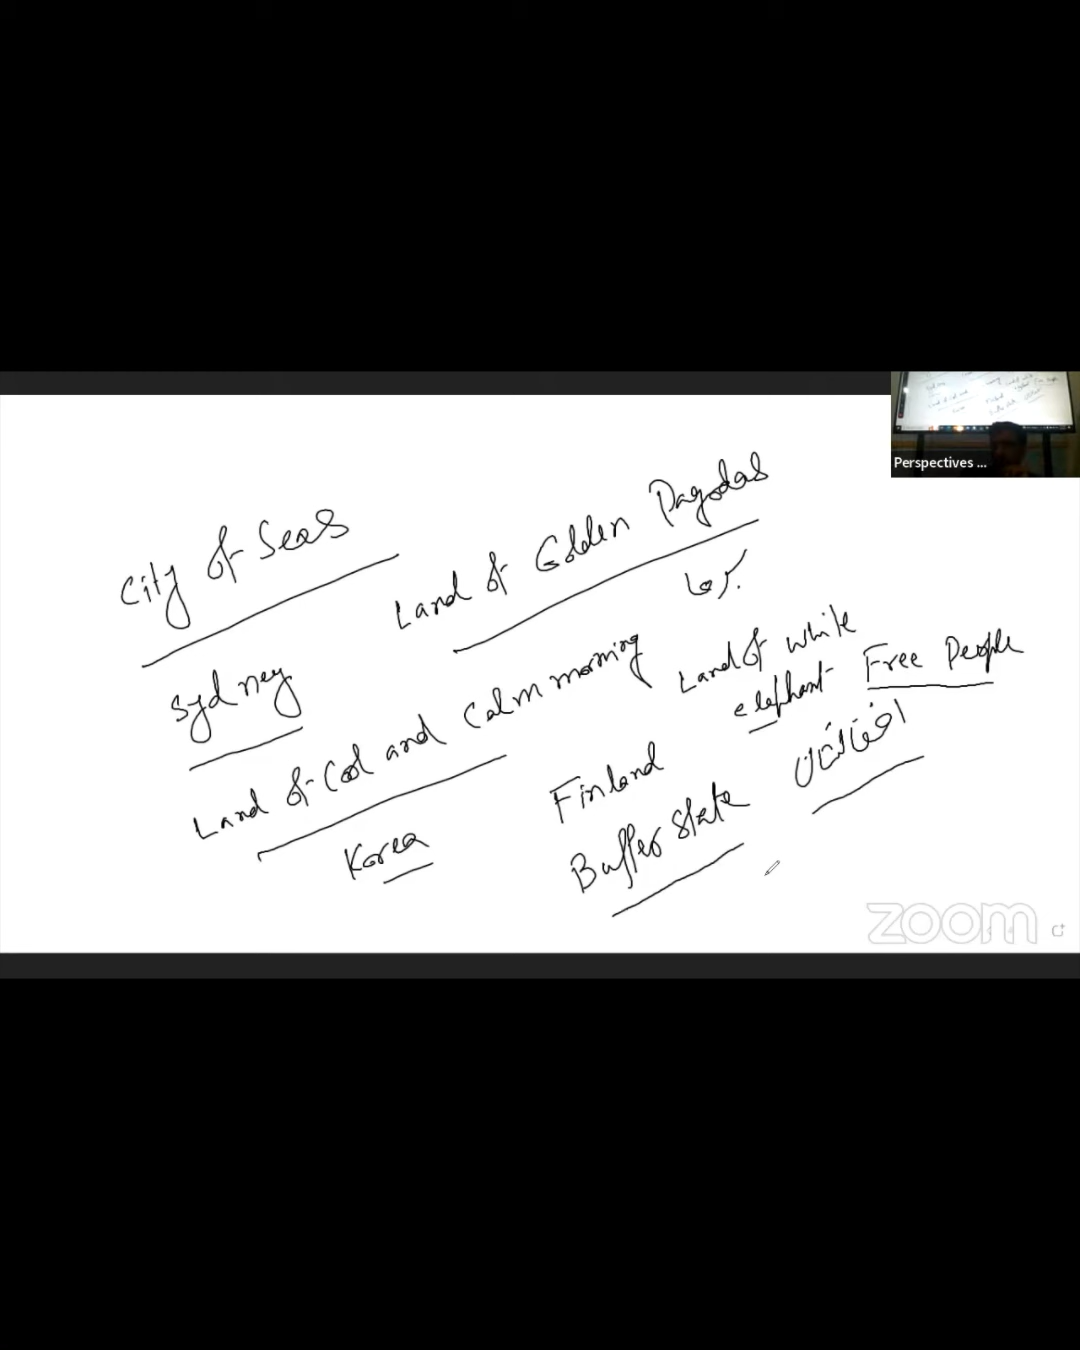 Perspectives ...
City of Seas
Land of Golden Pagodas
برما
Sydney
Land of white
elephant
Free People
Land of Cool and Calm morning
Korea
Finland
Buffer State
zoom